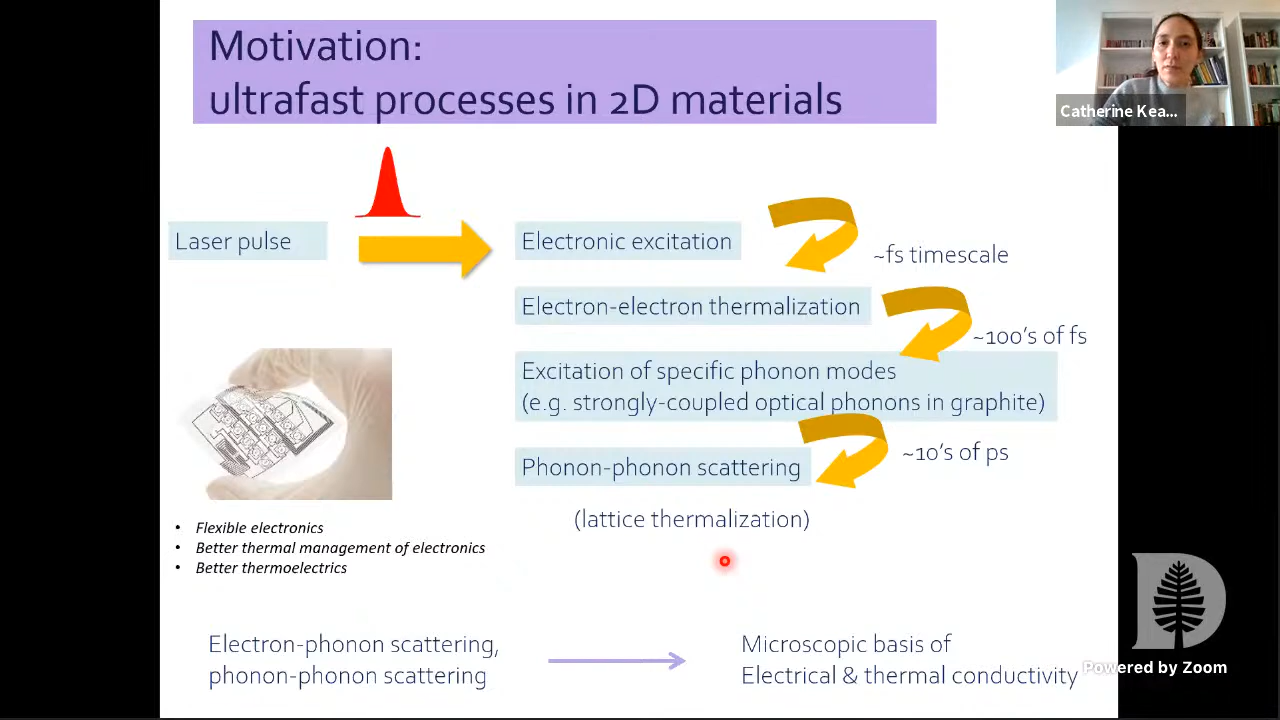 Motivation:
ultrafast processes in 2D materials
Catherine Kea...
Laser pulse
Electronic excitation
~fs timescale
Electron-electron thermalization
~100's of fs
Excitation of specific phonon modes
(e.g. strongly-coupled optical phonons in graphite)
~10's of ps
Phonon-phonon scattering
(lattice thermalization)
• Flexible electronics
• Better thermal management of electronics
• Better thermoelectrics
Electron-phonon scattering,
phonon-phonon scattering
Microscopic basis of
Electrical & thermal conductivity
D
Powered by Zoom